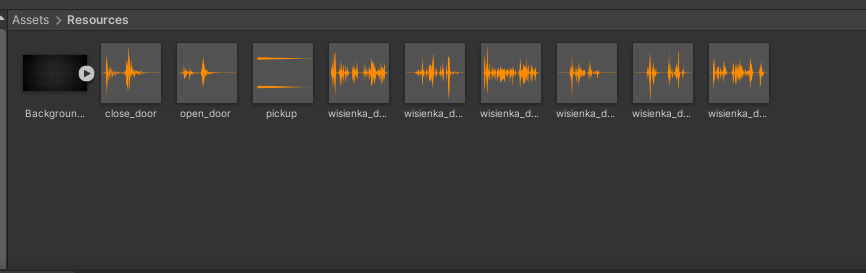 Assets > Resources
Backgroun...
close_door
open_door
pickup
wisienka_d...
wisienka_d...
wisienka_d...
wisienka_d...
wisienka_d...
wisienka_d...